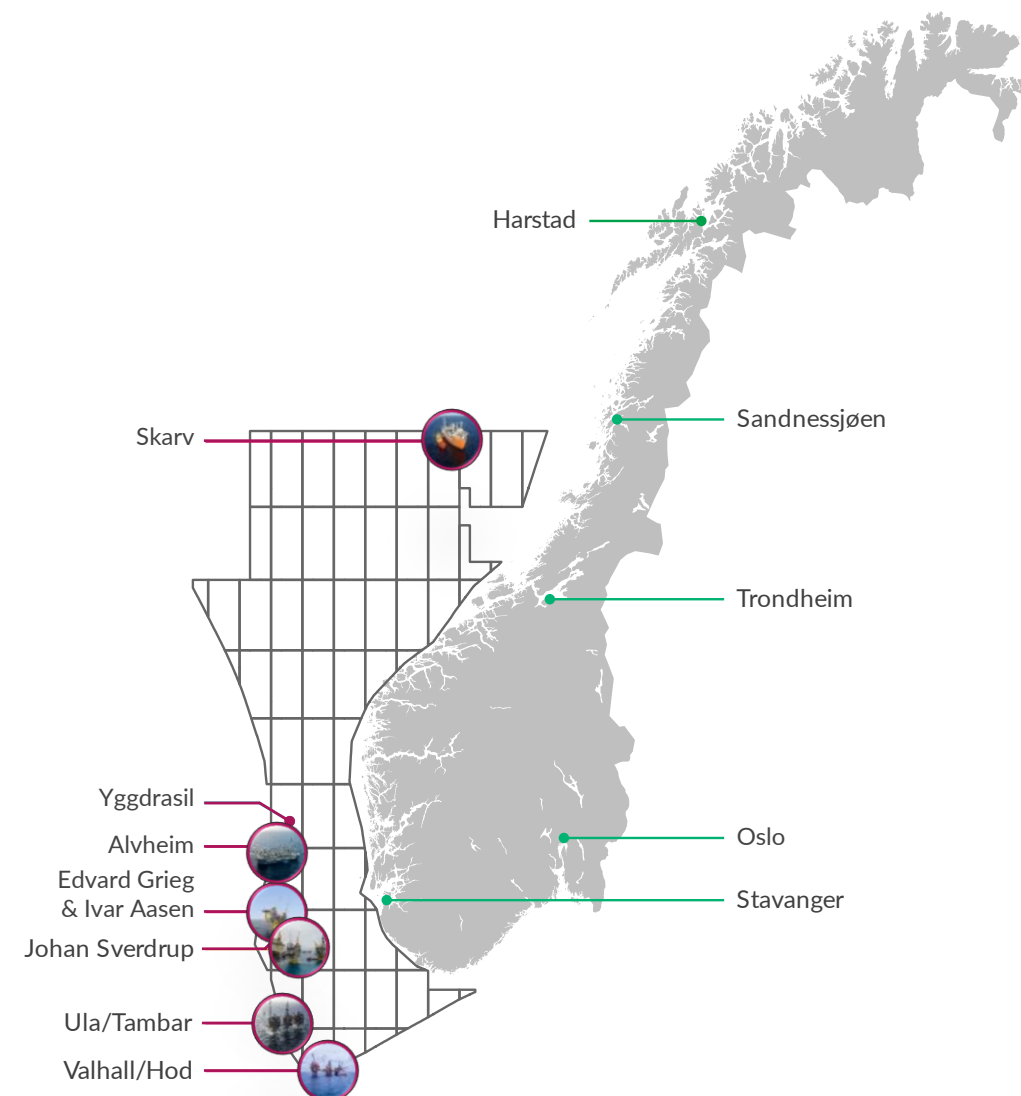 Harstad
Sandnessjøen
Skarv
Trondheim
Yggdrasil
Alvheim
Oslo
Edvard Grieg
& Ivar Aasen
Stavanger
Johan Sverdrup
Ula/Tambar
Valhall/Hod